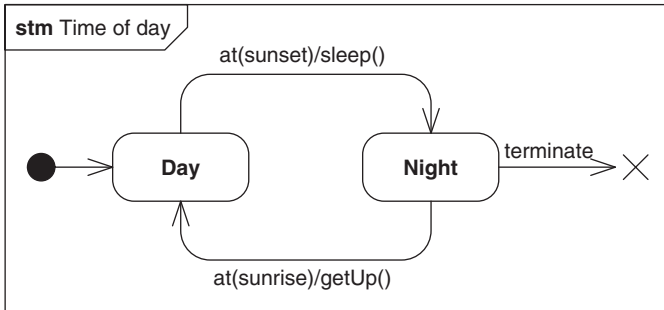 stm Time of day
at(sunset)/sleep()
Day
Night
terminate
at(sunrise)/getUp()